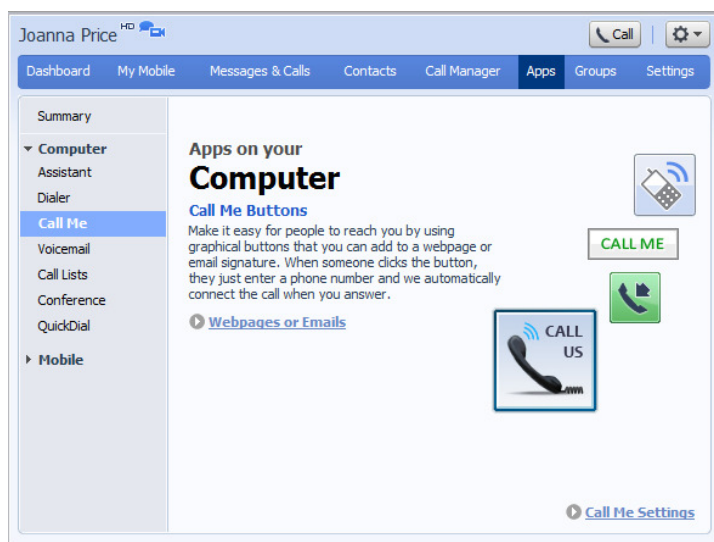 Joanna Price HD
Call
Dashboard My Mobile Messages & Calls Contacts Call Manager Apps Groups Settings
Summary
Computer
Assistant
Dialer
Call Me
Voicemail
Call Lists
Conference
QuickDial
Mobile
Apps on your
Computer
Call Me Buttons
Make it easy for people to reach you by using
graphical buttons that you can add to a webpage or
email signature. When someone clicks the button,
they just enter a phone number and we automatically
connect the call when you answer.
Webpages or Emails
CALL ME
CALL
US
Call Me Settings